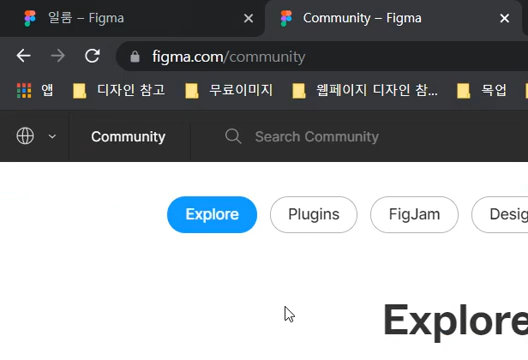 일룸 – Figma
Community – Figma
figma.com/community
앱 디자인 참고 무료이미지 웹페이지 디자인 참... 목업
Community Search Community
Explore Plugins FigJam Desig
Explore